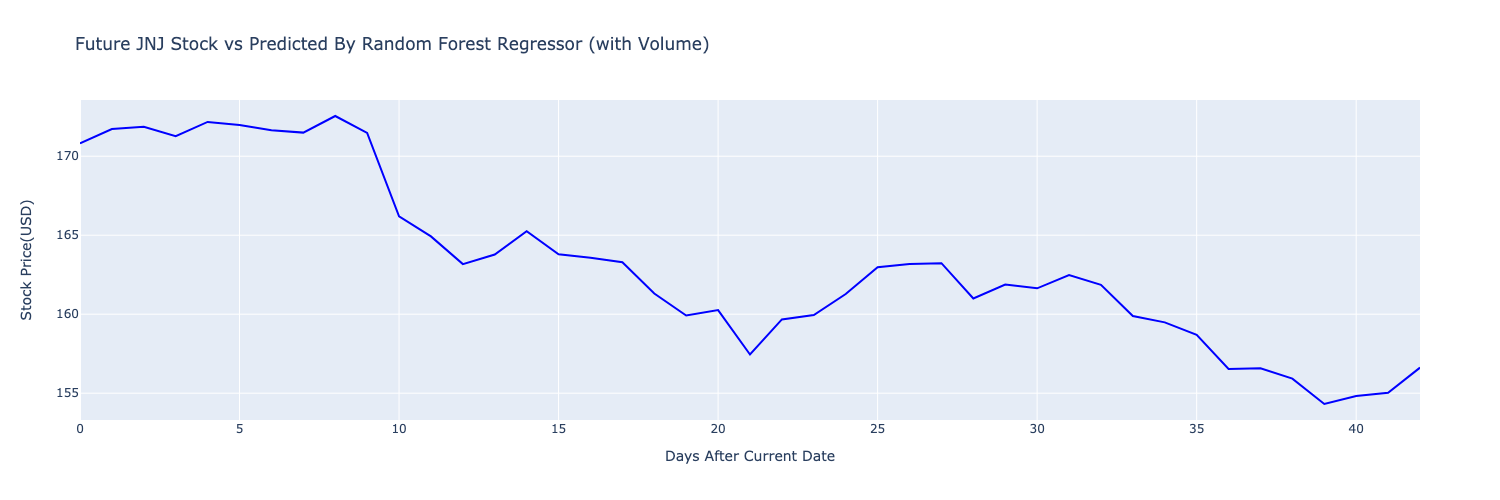 Future JNJ Stock vs Predicted By Random Forest Regressor (with Volume)
Stock Price(USD)
170
165
160
155
0 5 10 15 20 25 30 35 40
Days After Current Date